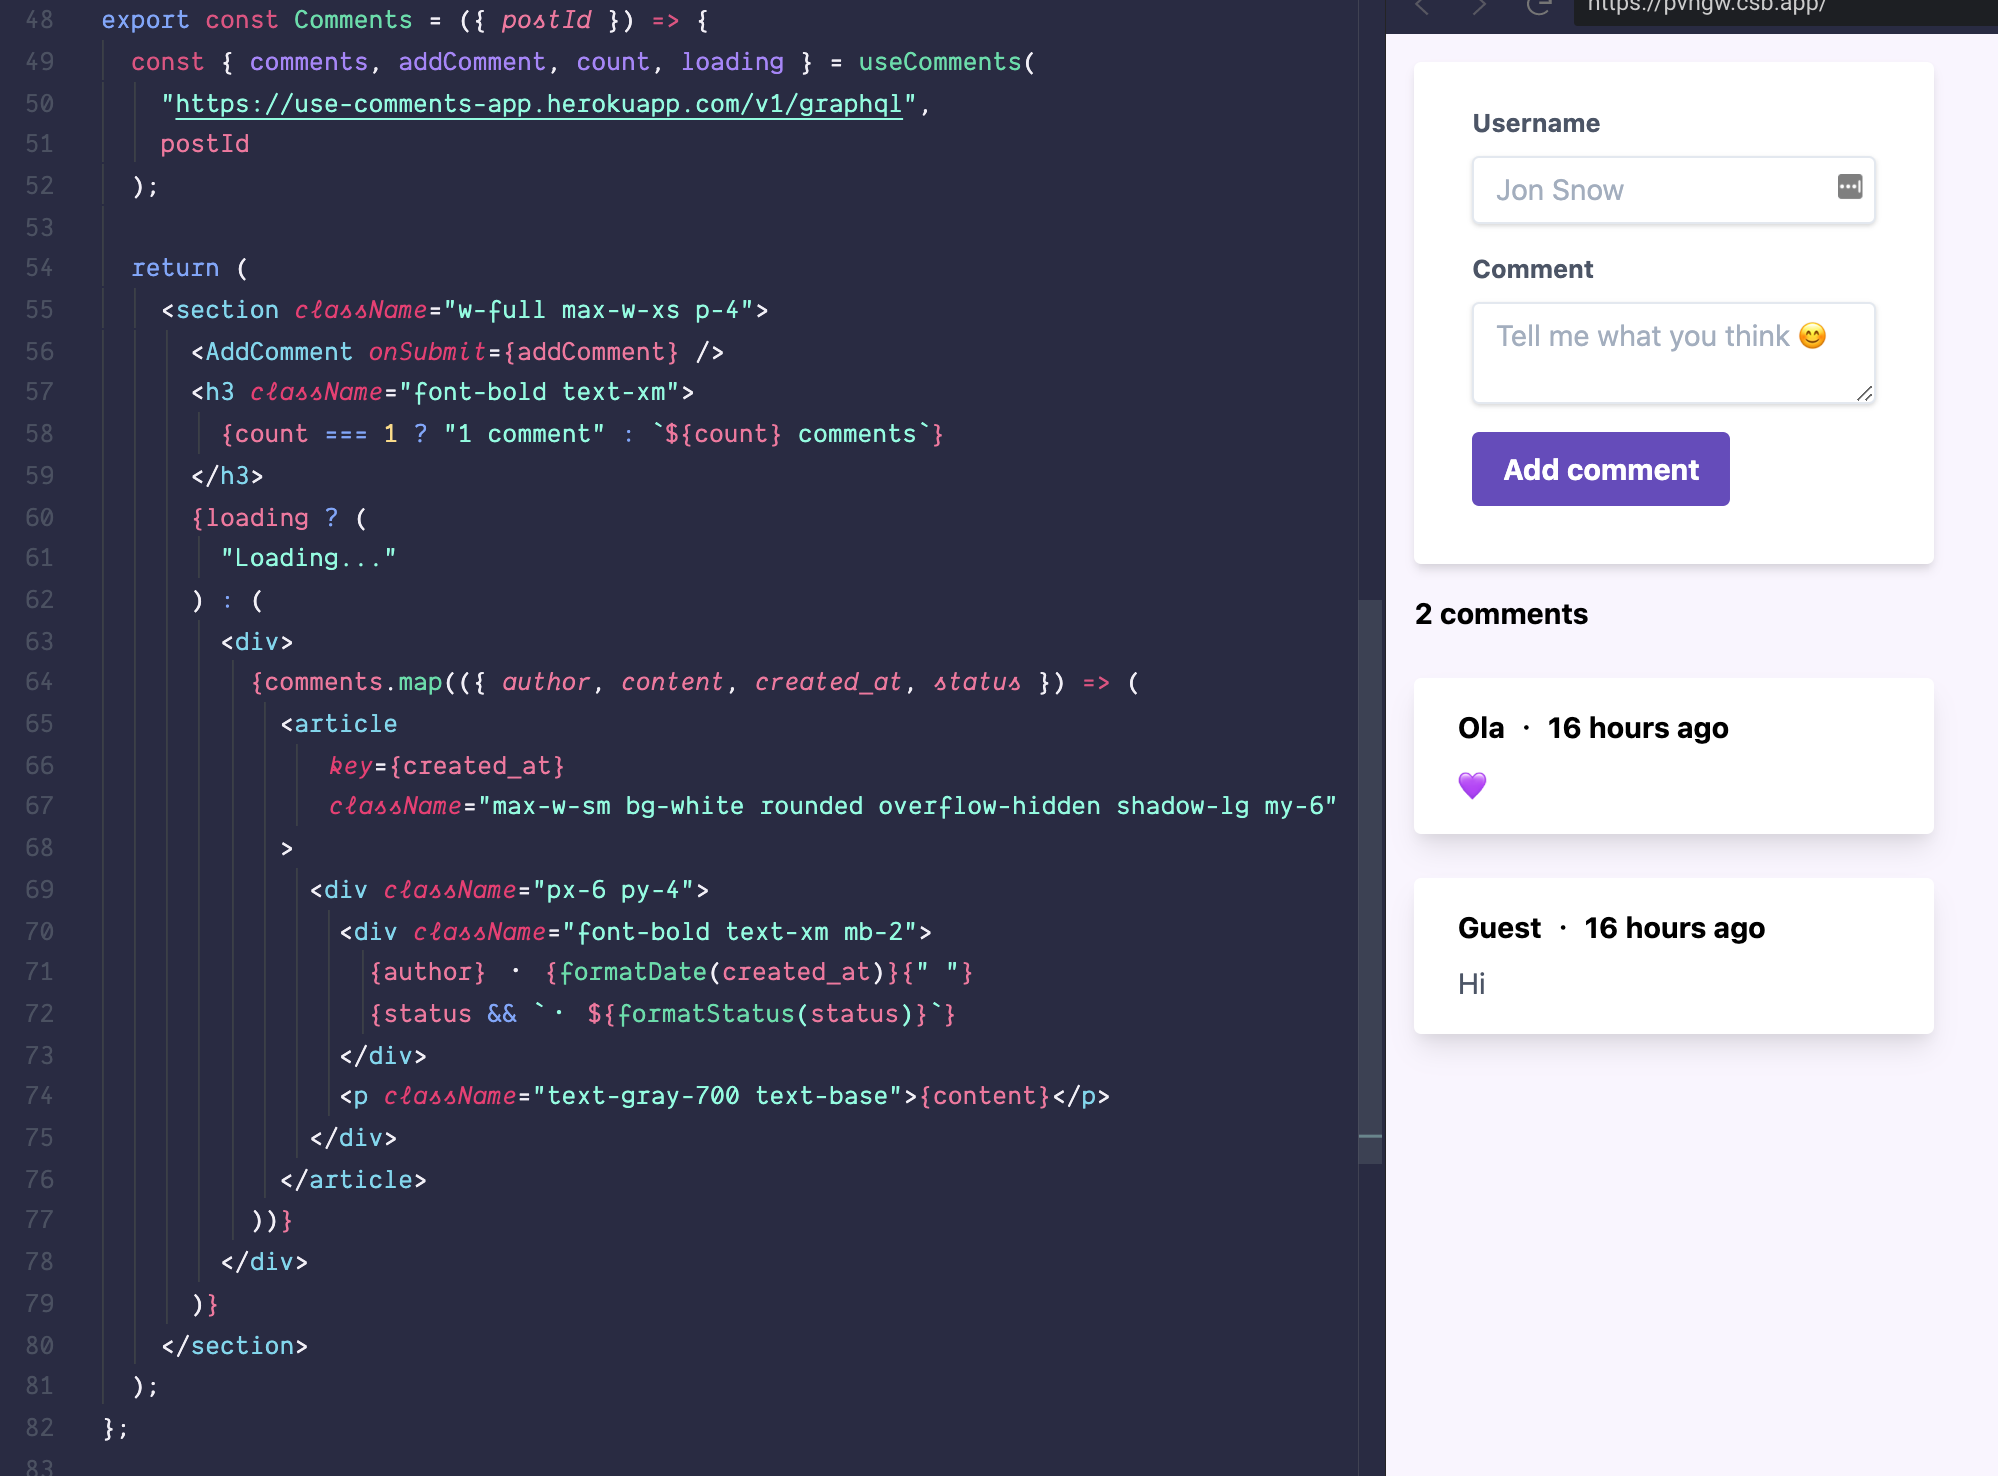 48 export const Comments = ({ postId }) => {
49 const { comments, addComment, count, loading } = useComments(
50 "https://use-comments-app.herokuapp.com/v1/graphql",
51 postId
52 );
53
54 return (
55 <section className="w-full max-w-xs p-4">
56 <AddComment onSubmit={addComment} />
57 <h3 className="font-bold text-xm">
58 {count === 1 ? "1 comment" : `${count} comments`}
59 </h3>
60 {loading ? (
61 "Loading..."
62 ) : (
63 <div>
64 {comments.map(({ author, content, created_at, status }) => (
65 <article
66 key={created_at}
67 className="max-w-sm bg-white rounded overflow-hidden shadow-lg my-6"
68 >
69 <div className="px-6 py-4">
70 <div className="font-bold text-xm mb-2">
71 {author} · {formatDate(created_at)}{" "}
72 {status && `· ${formatStatus(status)}`}
73 </div>
74 <p className="text-gray-700 text-base">{content}</p>
75 </div>
76 </article>
77 ))}
78 </div>
79 )}
80 </section>
81 );
82 };
83
https://pvhgw.csb.app/
Username
Jon Snow
Comment
Tell me what you think 😊
Add comment
2 comments
Ola · 16 hours ago
💜
Guest · 16 hours ago
Hi